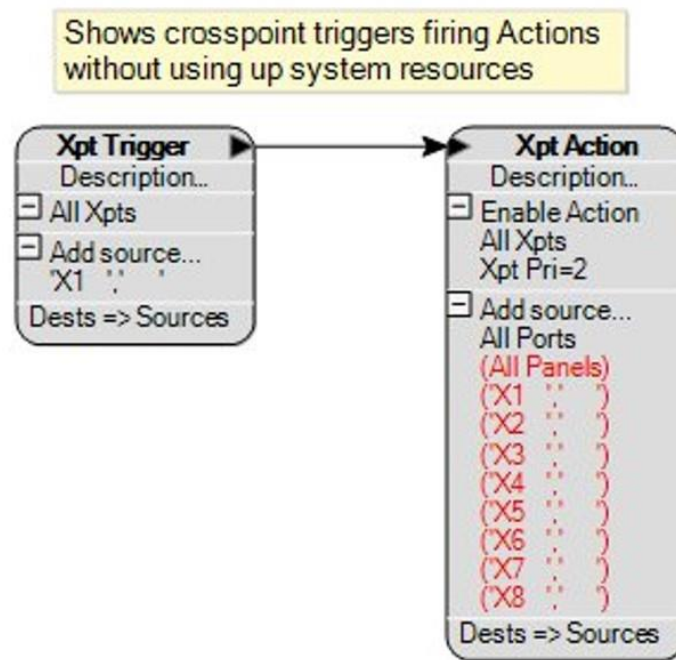 Shows crosspoint triggers firing Actions
without using up system resources
Xpt Trigger
Description...
All Xpts
Add source...
'X1   ','      '
Dests => Sources
Xpt Action
Description...
Enable Action
All Xpts
Xpt Pri=2
Add source...
All Ports
(All Panels)
('X1   ','      ')
('X2   ','      ')
('X3   ','      ')
('X4   ','      ')
('X5   ','      ')
('X6   ','      ')
('X7   ','      ')
('X8   ','      ')
Dests => Sources